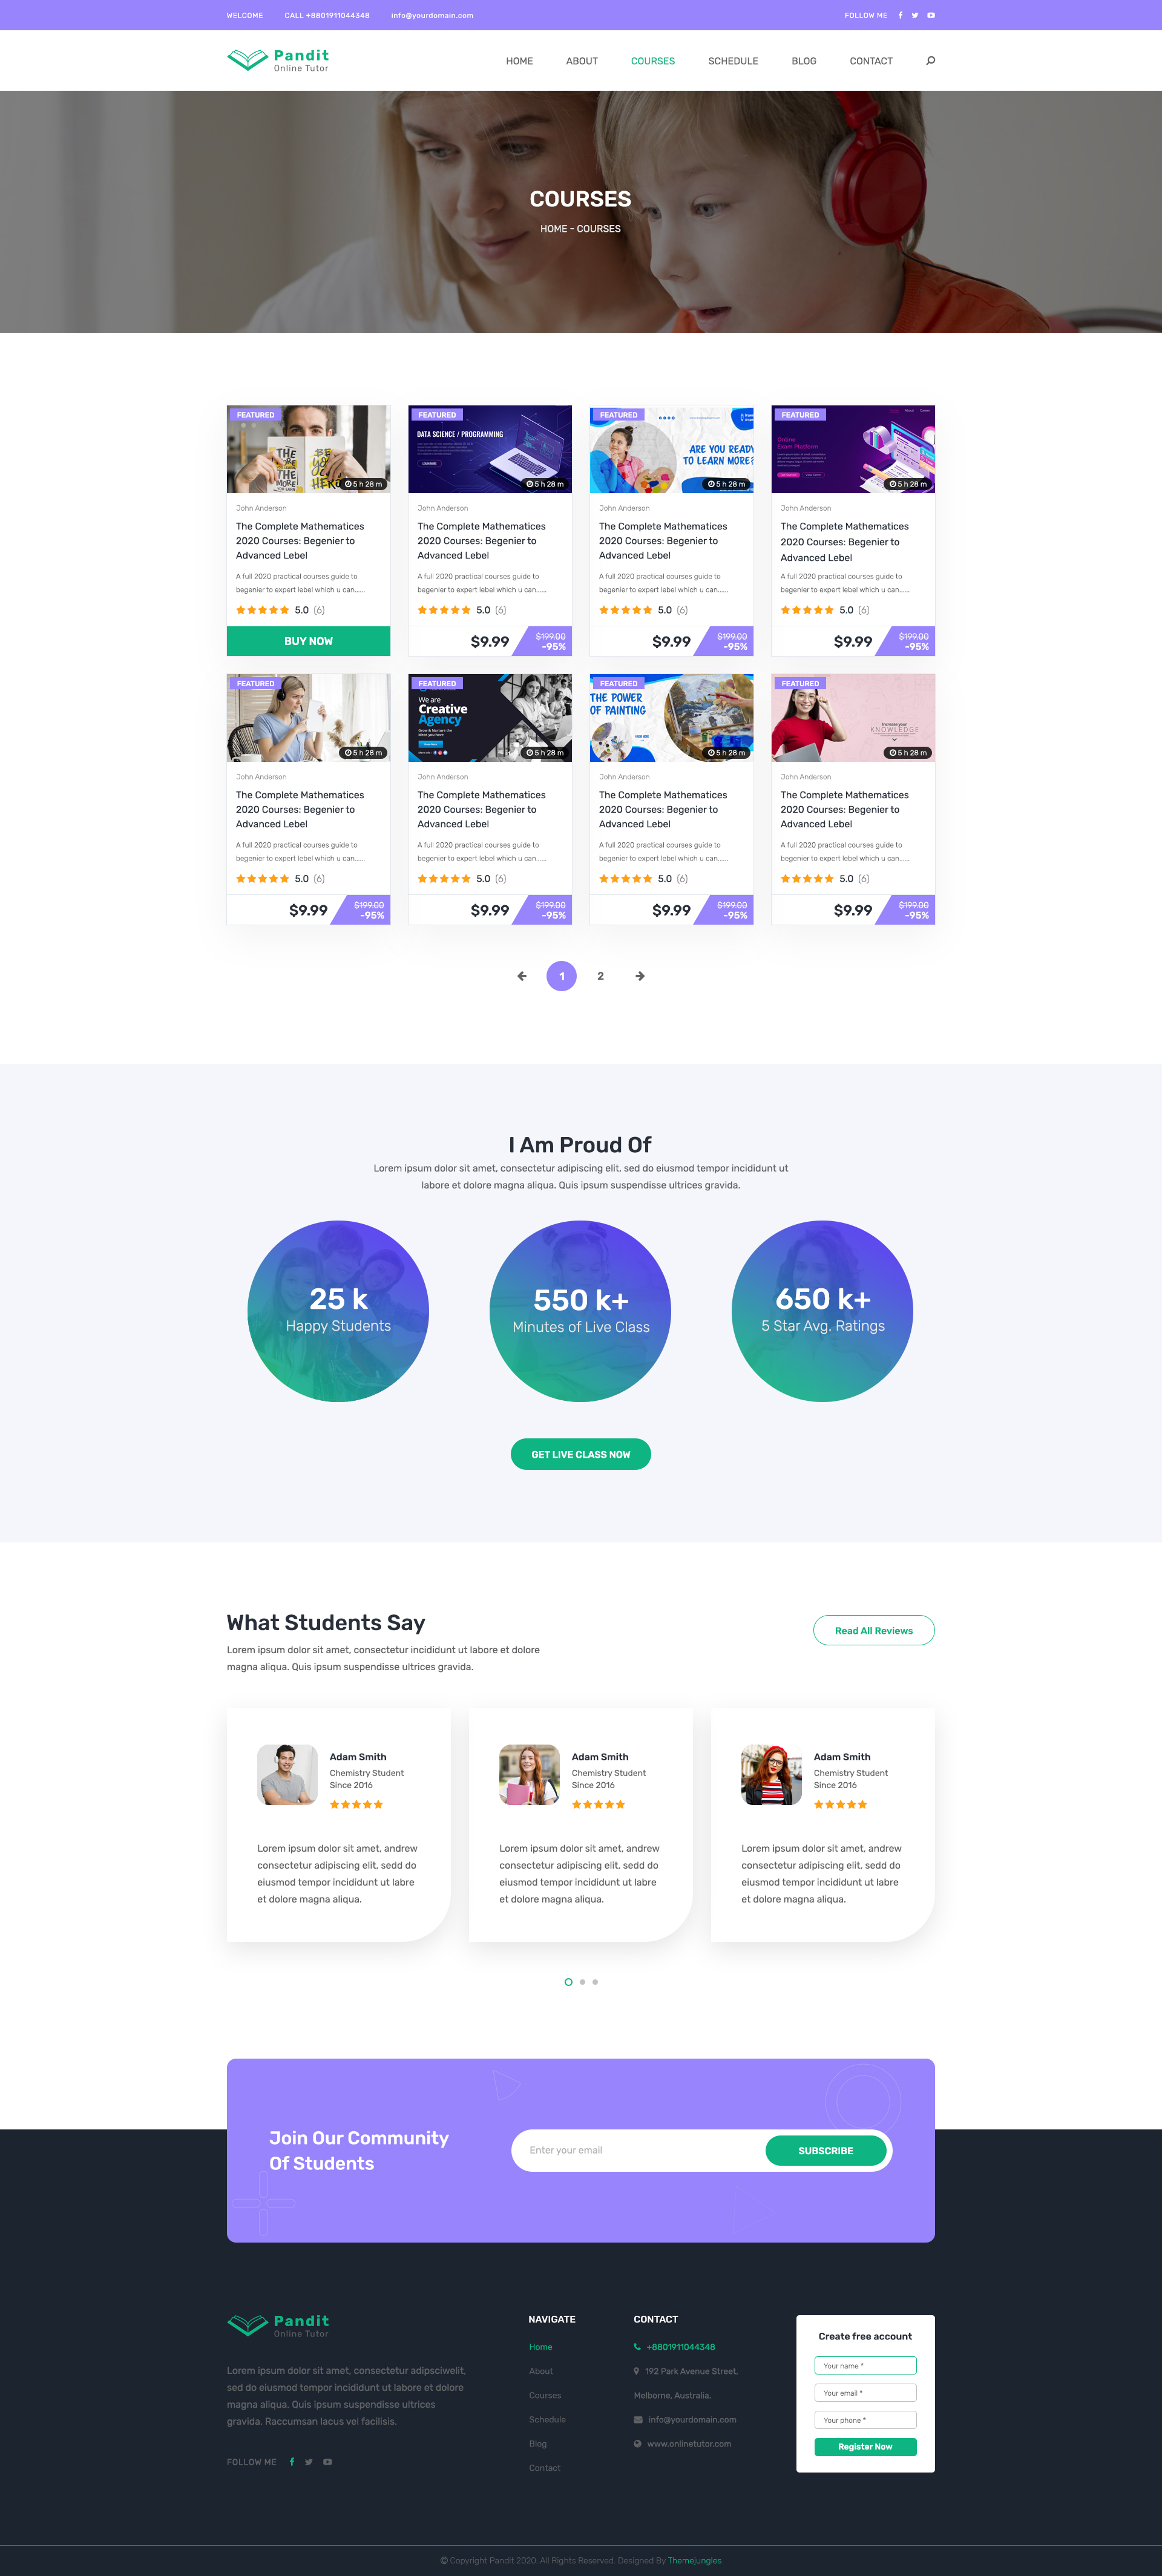 WELCOME CALL +8801911044348 info@yourdomain.com FOLLOW ME
Pandit
Online Tutor
HOME ABOUT COURSES SCHEDULE BLOG CONTACT
COURSES
HOME - COURSES
FEATURED
THE MORE
5 h 28 m
John Anderson
The Complete Mathematices
2020 Courses: Begenier to
Advanced Lebel
A full 2020 practical courses guide to
begenier to expert lebel which u can......
5.0 (6)
BUY NOW
FEATURED
DATA SCIENCE / PROGRAMMING
5 h 28 m
John Anderson
The Complete Mathematices
2020 Courses: Begenier to
Advanced Lebel
A full 2020 practical courses guide to
begenier to expert lebel which u can......
5.0 (6)
$9.99
$199.00
-95%
FEATURED
ARE YOU READY
TO LEARN MORE?
5 h 28 m
John Anderson
The Complete Mathematices
2020 Courses: Begenier to
Advanced Lebel
A full 2020 practical courses guide to
begenier to expert lebel which u can......
5.0 (6)
$9.99
$199.00
-95%
FEATURED
Online
Exam Platform
5 h 28 m
John Anderson
The Complete Mathematices
2020 Courses: Begenier to
Advanced Lebel
A full 2020 practical courses guide to
begenier to expert lebel which u can......
5.0 (6)
$9.99
$199.00
-95%
FEATURED
5 h 28 m
John Anderson
The Complete Mathematices
2020 Courses: Begenier to
Advanced Lebel
A full 2020 practical courses guide to
begenier to expert lebel which u can......
5.0 (6)
$9.99
$199.00
-95%
FEATURED
We are
Creative
Agency
Grow & Nurture the
ideas you have
5 h 28 m
John Anderson
The Complete Mathematices
2020 Courses: Begenier to
Advanced Lebel
A full 2020 practical courses guide to
begenier to expert lebel which u can......
5.0 (6)
$9.99
$199.00
-95%
FEATURED
THE POWER
OF PAINTING
5 h 28 m
John Anderson
The Complete Mathematices
2020 Courses: Begenier to
Advanced Lebel
A full 2020 practical courses guide to
begenier to expert lebel which u can......
5.0 (6)
$9.99
$199.00
-95%
FEATURED
Increase your
KNOWLEDGE
5 h 28 m
John Anderson
The Complete Mathematices
2020 Courses: Begenier to
Advanced Lebel
A full 2020 practical courses guide to
begenier to expert lebel which u can......
5.0 (6)
$9.99
$199.00
-95%
1 2
I Am Proud Of
Lorem ipsum dolor sit amet, consectetur adipiscing elit, sed do eiusmod tempor incididunt ut
labore et dolore magna aliqua. Quis ipsum suspendisse ultrices gravida.
25 k
Happy Students
550 k+
Minutes of Live Class
650 k+
5 Star Avg. Ratings
GET LIVE CLASS NOW
What Students Say
Lorem ipsum dolor sit amet, consectetur incididunt ut labore et dolore
magna aliqua. Quis ipsum suspendisse ultrices gravida.
Read All Reviews
Adam Smith
Chemistry Student
Since 2016
Lorem ipsum dolor sit amet, andrew
consectetur adipiscing elit, sedd do
eiusmod tempor incididunt ut labre
et dolore magna aliqua.
Adam Smith
Chemistry Student
Since 2016
Lorem ipsum dolor sit amet, andrew
consectetur adipiscing elit, sedd do
eiusmod tempor incididunt ut labre
et dolore magna aliqua.
Adam Smith
Chemistry Student
Since 2016
Lorem ipsum dolor sit amet, andrew
consectetur adipiscing elit, sedd do
eiusmod tempor incididunt ut labre
et dolore magna aliqua.
Join Our Community
Of Students
Enter your email
SUBSCRIBE
Pandit
Online Tutor
Lorem ipsum dolor sit amet, consectetur adipsciwelit,
sed do eiusmod tempor incididunt ut labore et dolore
magna aliqua. Quis ipsum suspendisse ultrices
gravida. Raccumsan lacus vel facilisis.
FOLLOW ME
NAVIGATE
Home
About
Courses
Schedule
Blog
Contact
CONTACT
+8801911044348
192 Park Avenue Street,
Melborne, Australia.
info@yourdomain.com
www.onlinetutor.com
Create free account
Your name *
Your email *
Your phone *
Register Now
© Copyright Pandit 2020. All Rights Reserved. Designed By Themejungles